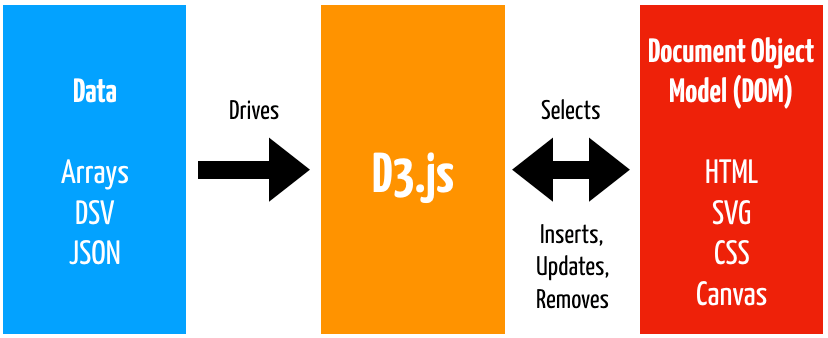 Data
Arrays
DSV
JSON
Drives
D3.js
Selects
Inserts,
Updates,
Removes
Document Object
Model (DOM)
HTML
SVG
CSS
Canvas